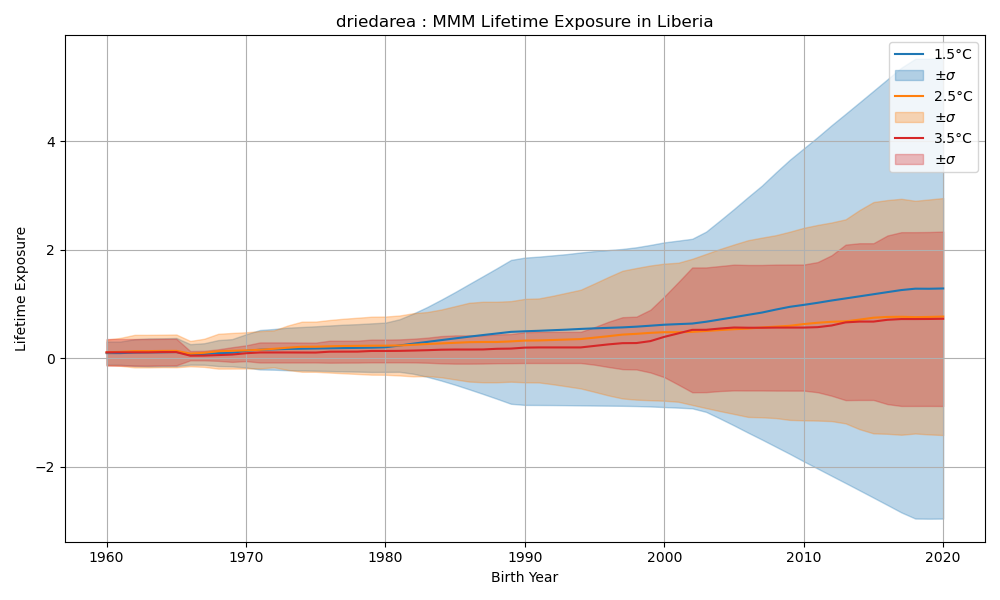 driedarea : MMM Lifetime Exposure in Liberia
1.5°C
±σ
2.5°C
±σ
3.5°C
±σ
Lifetime Exposure
4
2
0
−2
1960 1970 1980 1990 2000 2010 2020
Birth Year